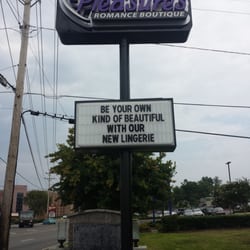 Pleasures
ROMANCE BOUTIQUE
BE YOUR OWN
KIND OF BEAUTIFUL
WITH OUR
NEW LINGERIE